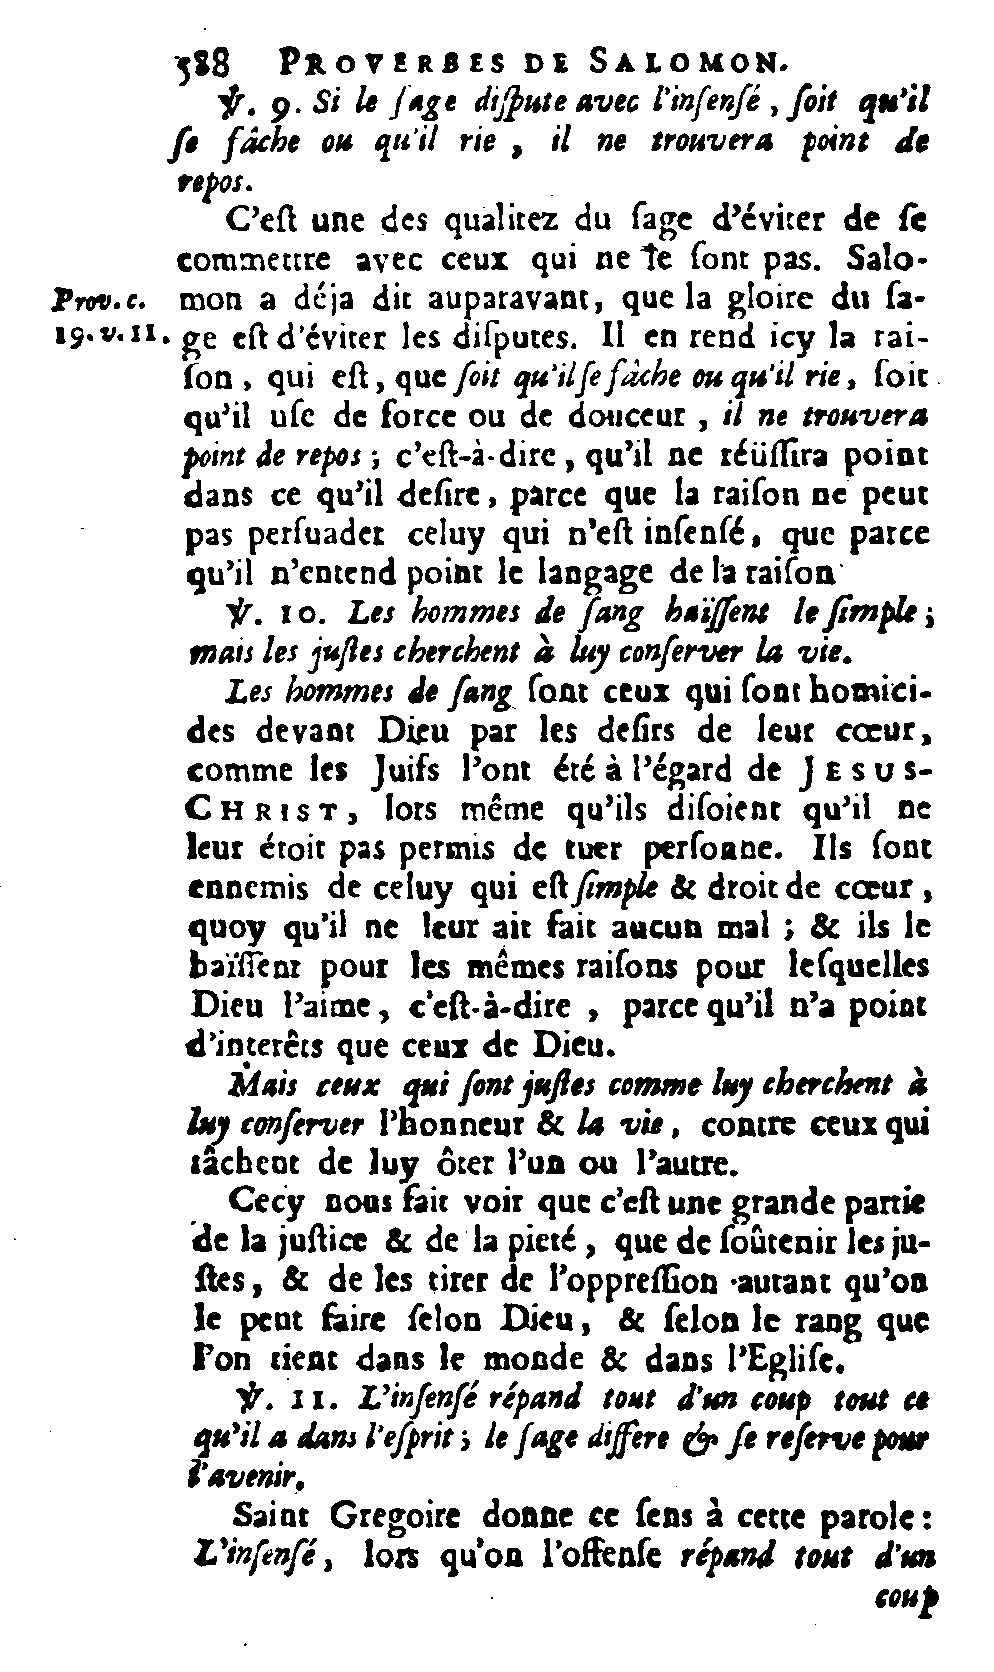 588 PROVERBES DE SALOMON.
℣. 9. Si le ſage diſpute avec l'inſenſé, ſoit qu'il
ſe fâche ou qu'il rie, il ne trouvera point de
repos.
C'eſt une des qualitez du ſage d'éviter de ſe
commettre avec ceux qui ne le ſont pas. Salo-
Prov. c. mon a déja dit auparavant, que la gloire du ſa-
19. v. 11. ge eſt d'éviter les diſputes. Il en rend icy la rai-
ſon, qui eſt, que ſoit qu'il ſe fâche ou qu'il rie, ſoit
qu'il uſe de force ou de douceur, il ne trouvera
point de repos; c'eſt-à-dire, qu'il ne réüſſira point
dans ce qu'il deſire, parce que la raiſon ne peut
pas perſuader celuy qui n'eſt inſenſé, que parce
qu'il n'entend point le langage de la raiſon
℣. 10. Les hommes de ſang haïſſent le ſimple;
mais les juſtes cherchent à luy conſerver la vie.
Les hommes de ſang ſont ceux qui ſont homici-
des devant Dieu par les deſirs de leur cœur,
comme les Juifs l'ont été à l'égard de JESUS-
CHRIST, lors même qu'ils diſoient qu'il ne
leur étoit pas permis de tuer perſonne. Ils ſont
ennemis de celuy qui eſt ſimple & droit de cœur,
quoy qu'il ne leur ait fait aucun mal; & ils le
haïſſent pour les mêmes raiſons pour leſquelles
Dieu l'aime, c'eſt-à-dire, parce qu'il n'a point
d'interêts que ceux de Dieu.
Mais ceux qui ſont juſtes comme luy cherchent à
luy conſerver l'honneur & la vie, contre ceux qui
tâchent de luy ôter l'un ou l'autre.
Cecy nous fait voir que c'eſt une grande partie
de la juſtice & de la pieté, que de ſoûtenir les ju-
ſtes, & de les tirer de l'oppreſſion autant qu'on
le peut faire ſelon Dieu, & ſelon le rang que
l'on tient dans le monde & dans l'Egliſe.
℣. 11. L'inſenſé répand tout d'un coup tout ce
qu'il a dans l'eſprit; le ſage differe & ſe reſerve pour
l'avenir.
Saint Gregoire donne ce ſens à cette parole:
L'inſenſé, lors qu'on l'offenſe répand tout d'un
coup